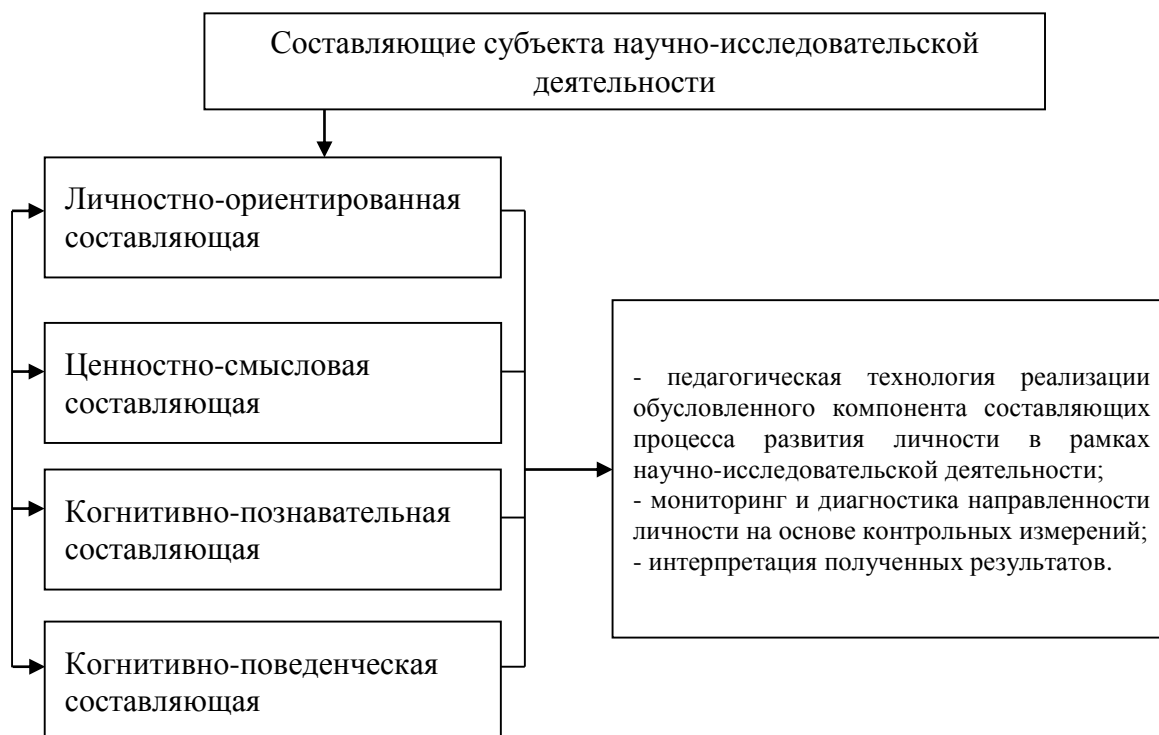 Составляющие субъекта научно-исследовательской
деятельности
Личностно-ориентированная
составляющая
Ценностно-смысловая
составляющая
Когнитивно-познавательная
составляющая
Когнитивно-поведенческая
составляющая
- педагогическая технология реализации
обусловленного компонента составляющих
процесса развития личности в рамках
научно-исследовательской деятельности;
- мониторинг и диагностика направленности
личности на основе контрольных измерений;
- интерпретация полученных результатов.